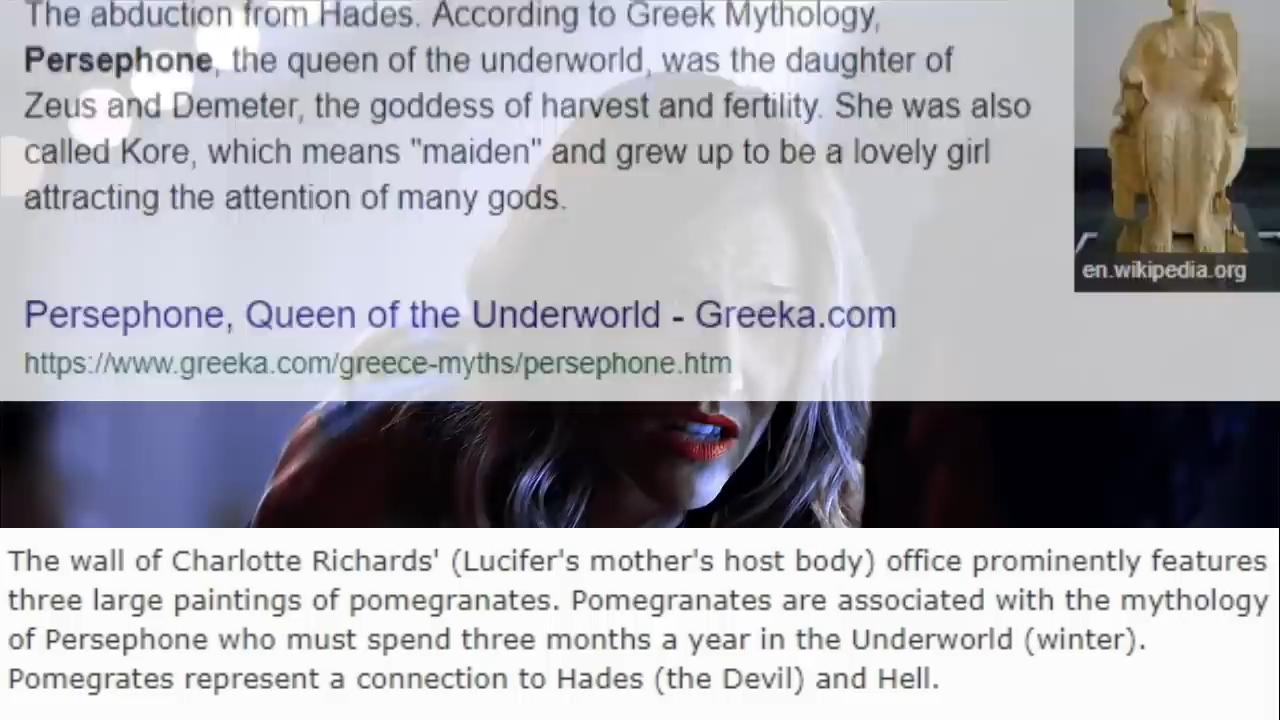 The abduction from Hades. According to Greek Mythology,
Persephone, the queen of the underworld, was the daughter of
Zeus and Demeter, the goddess of harvest and fertility. She was also
called Kore, which means "maiden" and grew up to be a lovely girl
attracting the attention of many gods.
en.wikipedia.org
Persephone, Queen of the Underworld - Greeka.com
https://www.greeka.com/greece-myths/persephone.htm
The wall of Charlotte Richards' (Lucifer's mother's host body) office prominently features
three large paintings of pomegranates. Pomegranates are associated with the mythology
of Persephone who must spend three months a year in the Underworld (winter).
Pomegrates represent a connection to Hades (the Devil) and Hell.